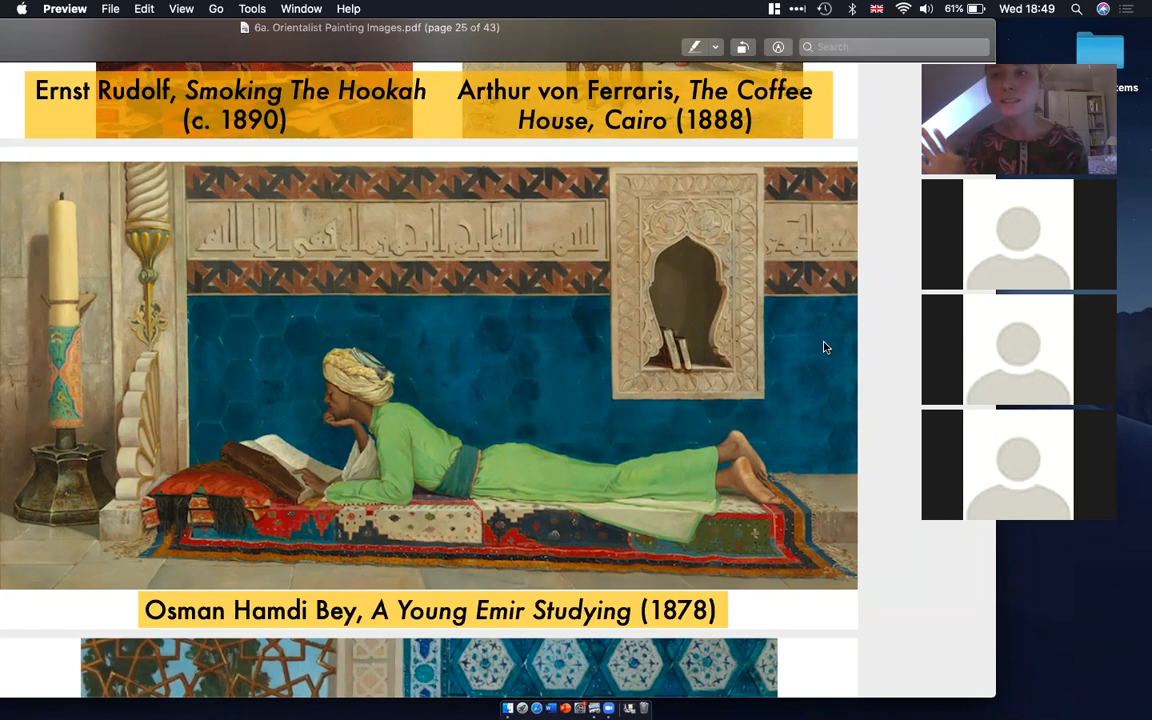 Preview File Edit View Go Tools Window Help
61% Wed 18:49
6a. Orientalist Painting Images.pdf (page 25 of 43)
Search
Ernst Rudolf, Smoking The Hookah
(c. 1890)
Arthur von Ferraris, The Coffee
House, Cairo (1888)
Osman Hamdi Bey, A Young Emir Studying (1878)